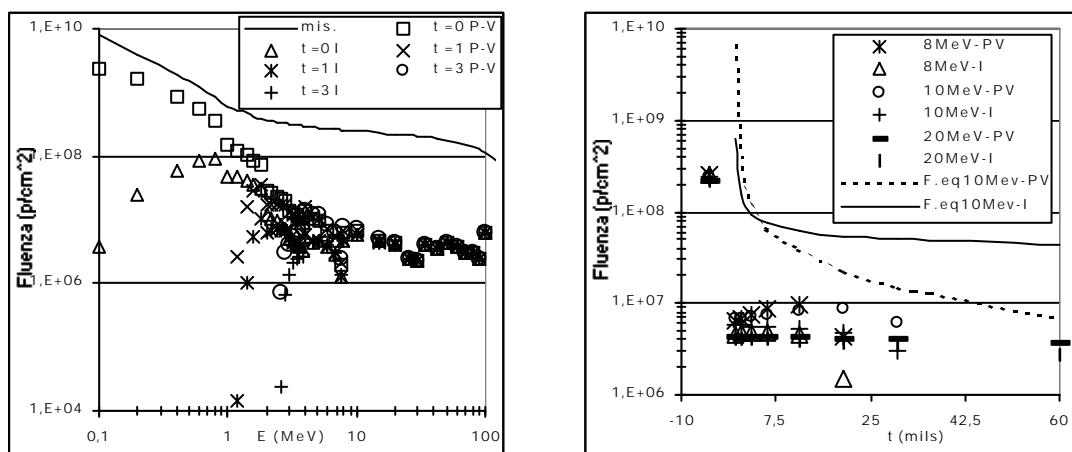 1,E+10
1,E+08
1,E+06
1,E+04
Fluenza [p/cm^2]
mis.
t=0 P-V
t=0 I
t=1 P-V
t=1 I
t=3 P-V
t=3 I
0,1
1
10
100
E (MeV)
1,E+10
1,E+09
1,E+08
1,E+07
1,E+06
Fluenza [p/cm^2]
8MeV-PV
8MeV-I
10MeV-PV
10MeV-I
20MeV-PV
20MeV-I
F.eq10Mev-PV
F.eq10Mev-I
-10
7,5
25
42,5
60
t (mils)